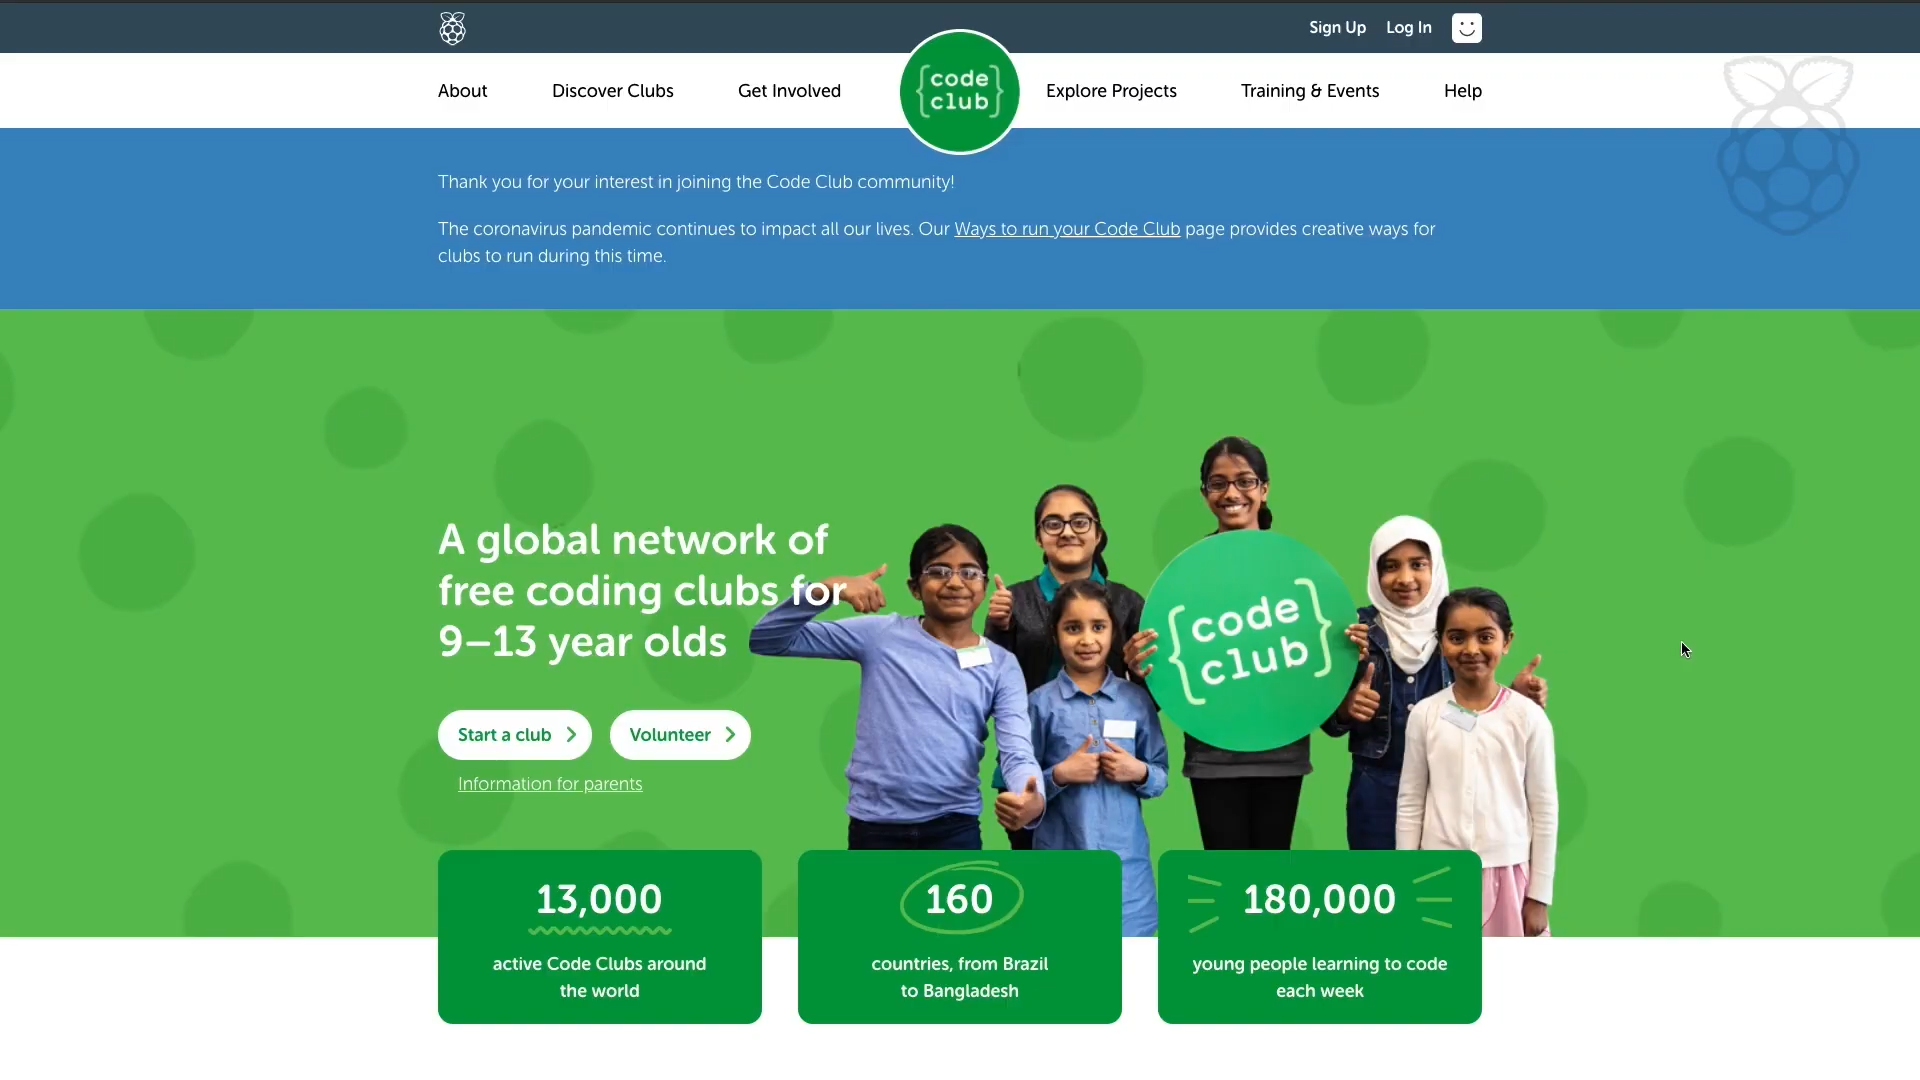 Sign Up Log In
About Discover Clubs Get Involved {code club} Explore Projects Training & Events Help
Thank you for your interest in joining the Code Club community!
The coronavirus pandemic continues to impact all our lives. Our Ways to run your Code Club page provides creative ways for
clubs to run during this time.
A global network of
free coding clubs for
9–13 year olds
{code
club}
Start a club Volunteer
Information for parents
13,000
active Code Clubs around
the world
160
countries, from Brazil
to Bangladesh
180,000
young people learning to code
each week